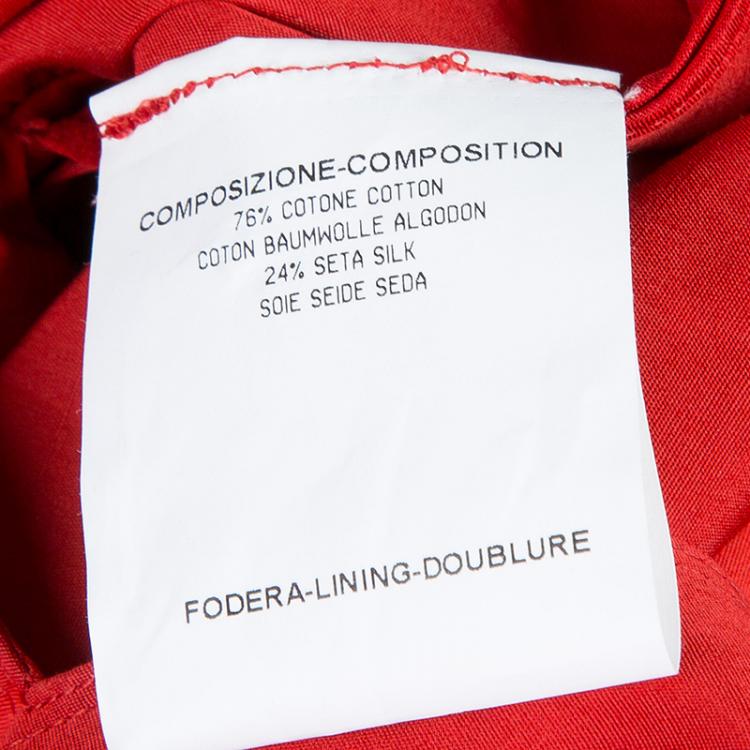 COMPOSIZIONE-COMPOSITION
76% COTONE COTTON
COTON BAUMWOLLE ALGODON
24% SETA SILK
SOIE SEIDE SEDA
FODERA-LINING-DOUBLURE